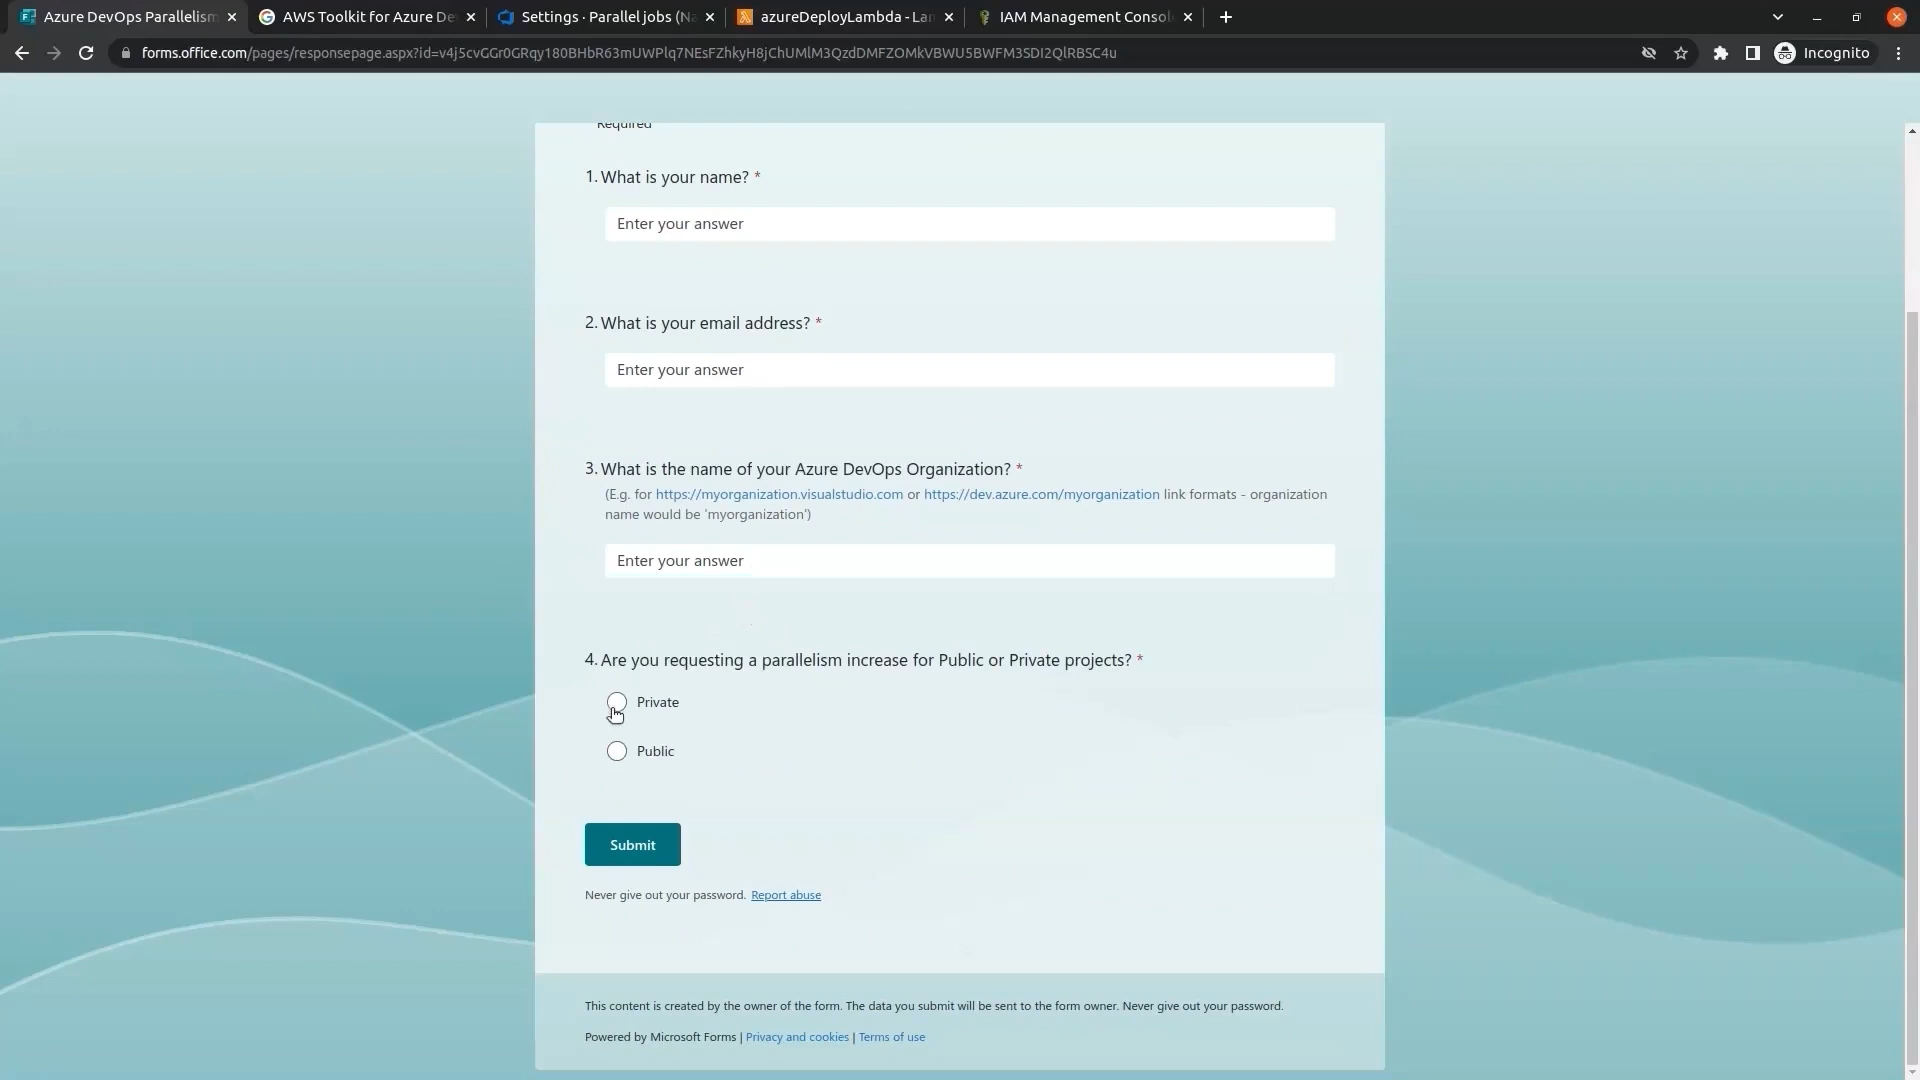 Azure DevOps Parallelism
AWS Toolkit for Azure De
Settings · Parallel jobs (Na
azureDeployLambda - Lam
IAM Management Consol
forms.office.com/pages/responsepage.aspx?id=v4j5cvGGr0GRqy180BHbR63mUWPlq7NEsFZhkyH8jChUMlM3QzdDMFZOMkVBWU5BWFM3SDI2QlRBSC4u
Incognito
Required
1. What is your name? *
Enter your answer
2. What is your email address? *
Enter your answer
3. What is the name of your Azure DevOps Organization? *
(E.g. for https://myorganization.visualstudio.com or https://dev.azure.com/myorganization link formats - organization
name would be 'myorganization')
Enter your answer
4. Are you requesting a parallelism increase for Public or Private projects? *
Private
Public
Submit
Never give out your password. Report abuse
This content is created by the owner of the form. The data you submit will be sent to the form owner. Never give out your password.
Powered by Microsoft Forms | Privacy and cookies | Terms of use